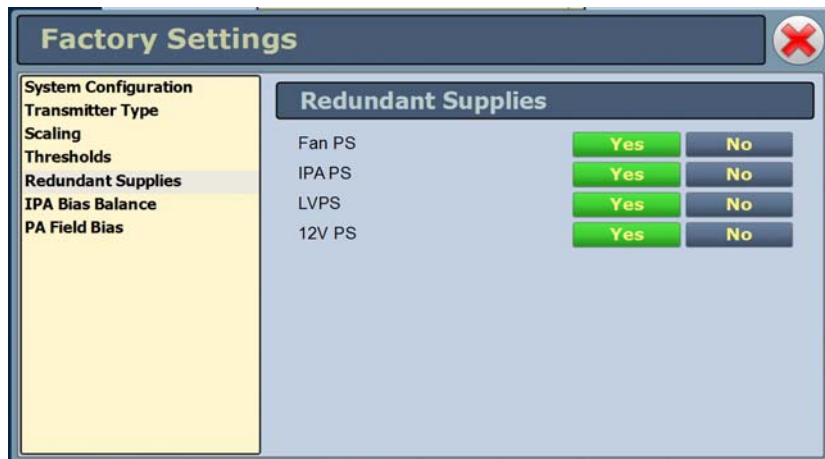 Factory Settings
System Configuration
Transmitter Type
Scaling
Thresholds
Redundant Supplies
IPA Bias Balance
PA Field Bias
Redundant Supplies
Fan PS Yes No
IPA PS Yes No
LVPS Yes No
12V PS Yes No